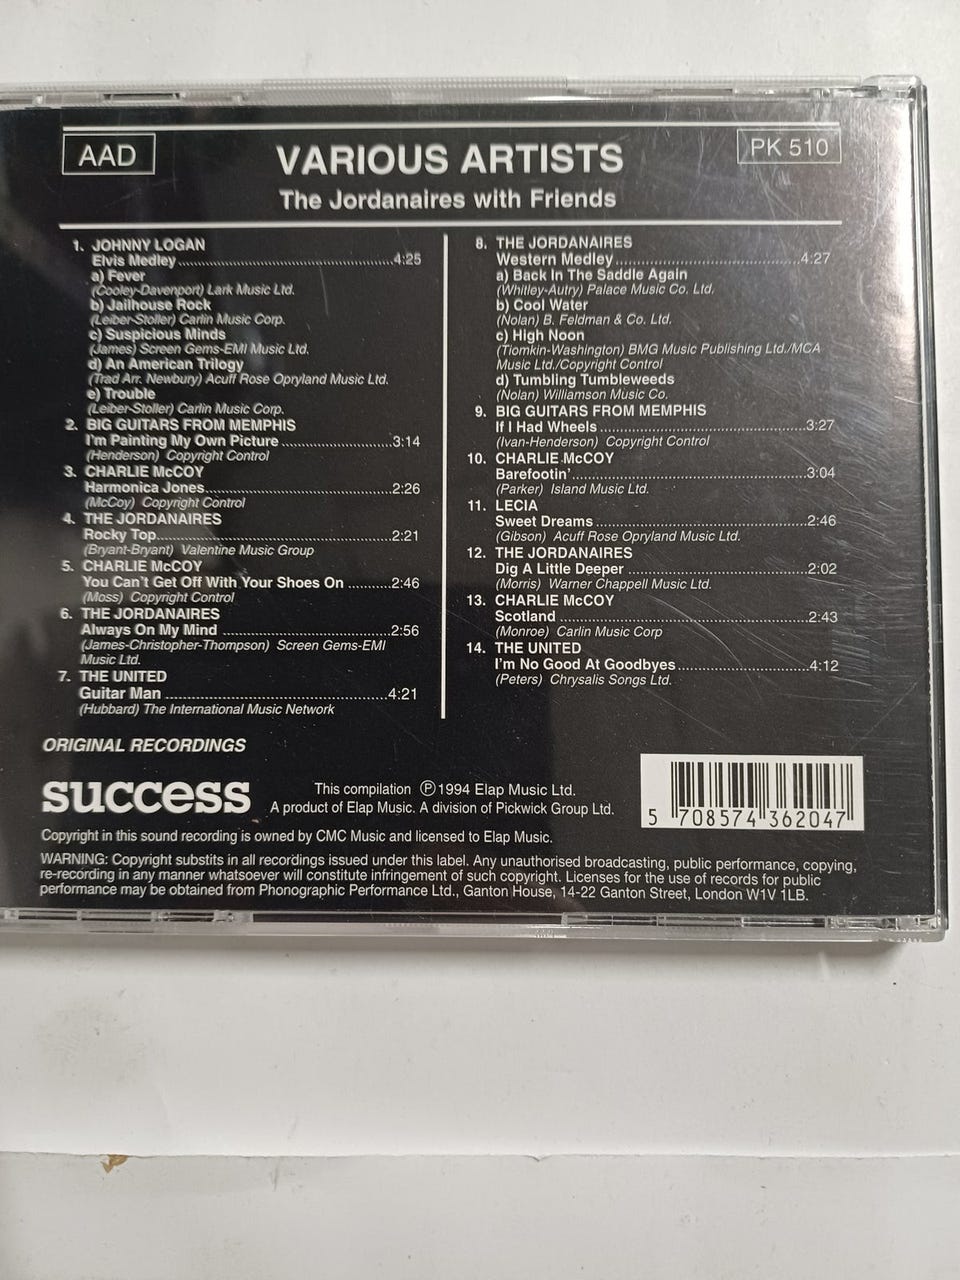 AAD
VARIOUS ARTISTS
PK 510
The Jordanaires with Friends
1. JOHNNY LOGAN
Elvis Medley 4:25
a) Fever
(Cooley-Davenport) Lark Music Ltd.
b) Jailhouse Rock
(Leiber-Stoller) Carlin Music Corp.
c) Suspicious Minds
(James) Screen Gems-EMI Music Ltd.
d) An American Trilogy
(Trad Arr. Newbury) Acuff Rose Opryland Music Ltd.
e) Trouble
(Leiber-Stoller) Carlin Music Corp.
2. BIG GUITARS FROM MEMPHIS
I'm Painting My Own Picture 3:14
(Henderson) Copyright Control
3. CHARLIE McCOY
Harmonica Jones 2:26
(McCoy) Copyright Control
4. THE JORDANAIRES
Rocky Top 2:21
(Bryant-Bryant) Valentine Music Group
5. CHARLIE McCOY
You Can't Get Off With Your Shoes On 2:46
(Moss) Copyright Control
6. THE JORDANAIRES
Always On My Mind 2:56
(James-Christopher-Thompson) Screen Gems-EMI
Music Ltd.
7. THE UNITED
Guitar Man 4:21
(Hubbard) The International Music Network
8. THE JORDANAIRES
Western Medley 4:27
a) Back In The Saddle Again
(Whitley-Autry) Palace Music Co. Ltd.
b) Cool Water
(Nolan) B. Feldman & Co. Ltd.
c) High Noon
(Tiomkin-Washington) BMG Music Publishing Ltd./MCA
Music Ltd./Copyright Control
d) Tumbling Tumbleweeds
(Nolan) Williamson Music Co.
9. BIG GUITARS FROM MEMPHIS
If I Had Wheels 3:27
(Ivan-Henderson) Copyright Control
10. CHARLIE McCOY
Barefootin' 3:04
(Parker) Island Music Ltd.
11. LECIA
Sweet Dreams 2:46
(Gibson) Acuff Rose Opryland Music Ltd.
12. THE JORDANAIRES
Dig A Little Deeper 2:02
(Morris) Warner Chappell Music Ltd.
13. CHARLIE McCOY
Scotland 2:43
(Monroe) Carlin Music Corp
14. THE UNITED
I'm No Good At Goodbyes 4:12
(Peters) Chrysalis Songs Ltd.
ORIGINAL RECORDINGS
success
This compilation ℗ 1994 Elap Music Ltd.
A product of Elap Music. A division of Pickwick Group Ltd.
5 708574 362047
Copyright in this sound recording is owned by CMC Music and licensed to Elap Music.
WARNING: Copyright substits in all recordings issued under this label. Any unauthorised broadcasting, public performance, copying,
re-recording in any manner whatsoever will constitute infringement of such copyright. Licenses for the use of records for public
performance may be obtained from Phonographic Performance Ltd., Ganton House, 14-22 Ganton Street, London W1V 1LB.